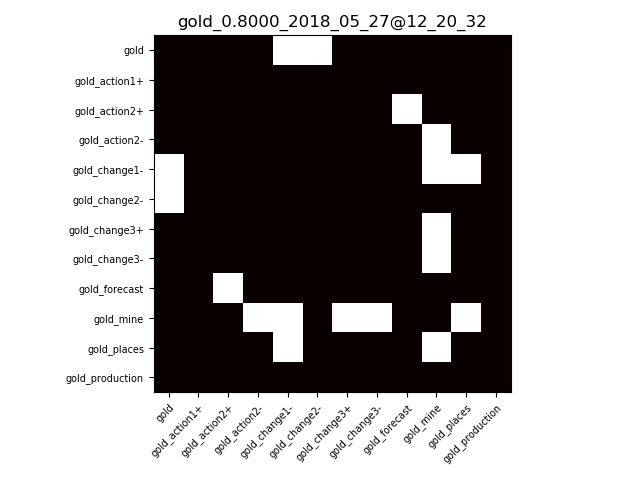 gold_0.8000_2018_05_27@12_20_32
gold
gold_action1+
gold_action2+
gold_action2-
gold_change1-
gold_change2-
gold_change3+
gold_change3-
gold_forecast
gold_mine
gold_places
gold_production
gold
gold_action1+
gold_action2+
gold_action2-
gold_change1-
gold_change2-
gold_change3+
gold_change3-
gold_forecast
gold_mine
gold_places
gold_production